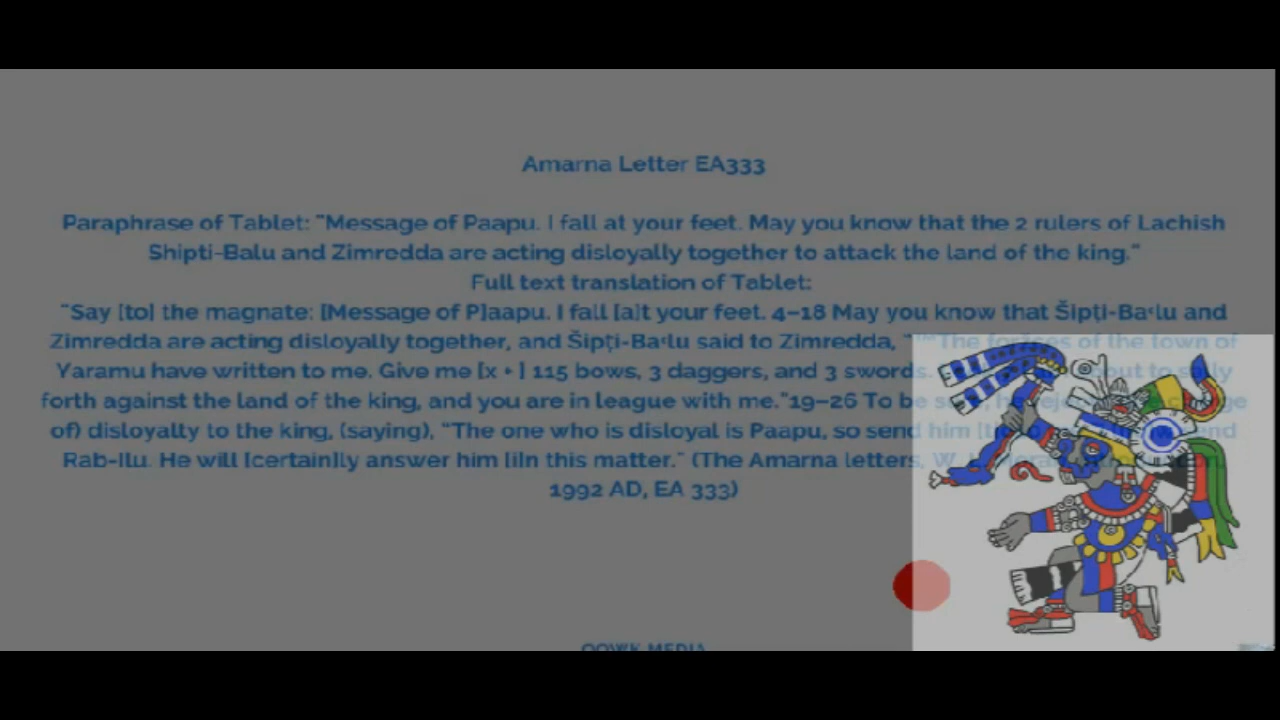 Amarna Letter EA333
Paraphrase of Tablet: "Message of Paapu. I fall at your feet. May you know that the 2 rulers of Lachish
Shipti-Balu and Zimredda are acting disloyally together to attack the land of the king."
Full text translation of Tablet:
"Say [to] the magnate: [Message of P]aapu. I fall [a]t your feet. 4–18 May you know that Šipṭi-Baʿlu and
Zimredda are acting disloyally together, and Šipṭi-Baʿlu said to Zimredda, "The of the town of
Yaramu have written to me. Give me [x + ] 115 bows, 3 daggers, and 3 swords. to sally
forth against the land of the king, and you are in league with me."19–26 To be
of) disloyalty to the king, (saying), "The one who is disloyal is Paapu, so send him
Rab-Ilu. He will [certain]ly answer him [i]n this matter." (The Amarna letters, W.
1992 AD, EA 333)